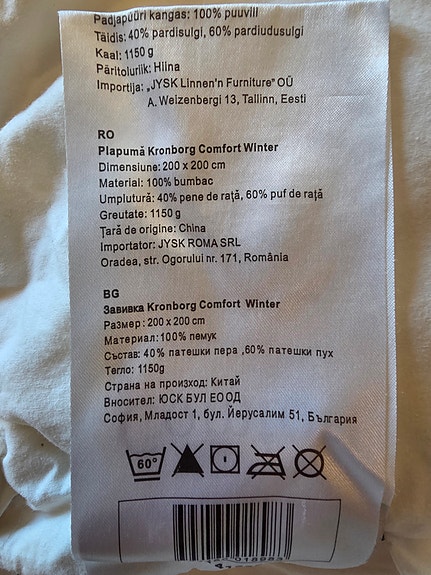 Padjapüüri kangas: 100% puuvill
Täidis: 40% pardisulgi, 60% pardiudusulgi
Kaal: 1150 g
Päritoluriik: Hiina
Importija: „JYSK Linnen'n Furniture" OÜ
A. Weizenbergi 13, Tallinn, Eesti
RO
Plapumă Kronborg Comfort Winter
Dimensiune: 200 x 200 cm
Material: 100% bumbac
Umplutură: 40% pene de rață, 60% puf de rață
Greutate: 1150 g
Țară de origine: China
Importator: JYSK ROMA SRL
Oradea, str. Ogorului nr. 171, România
BG
Завивка Kronborg Comfort Winter
Размер: 200 x 200 cm
Материал: 100% пемук
Състав: 40% патешки пера ,60% патешки пух
Тегло: 1150g
Страна на произход: Китай
Вносител: ЮСК БУЛ ЕООД
София, Младост 1, бул. Йерусалим 51, България
60°